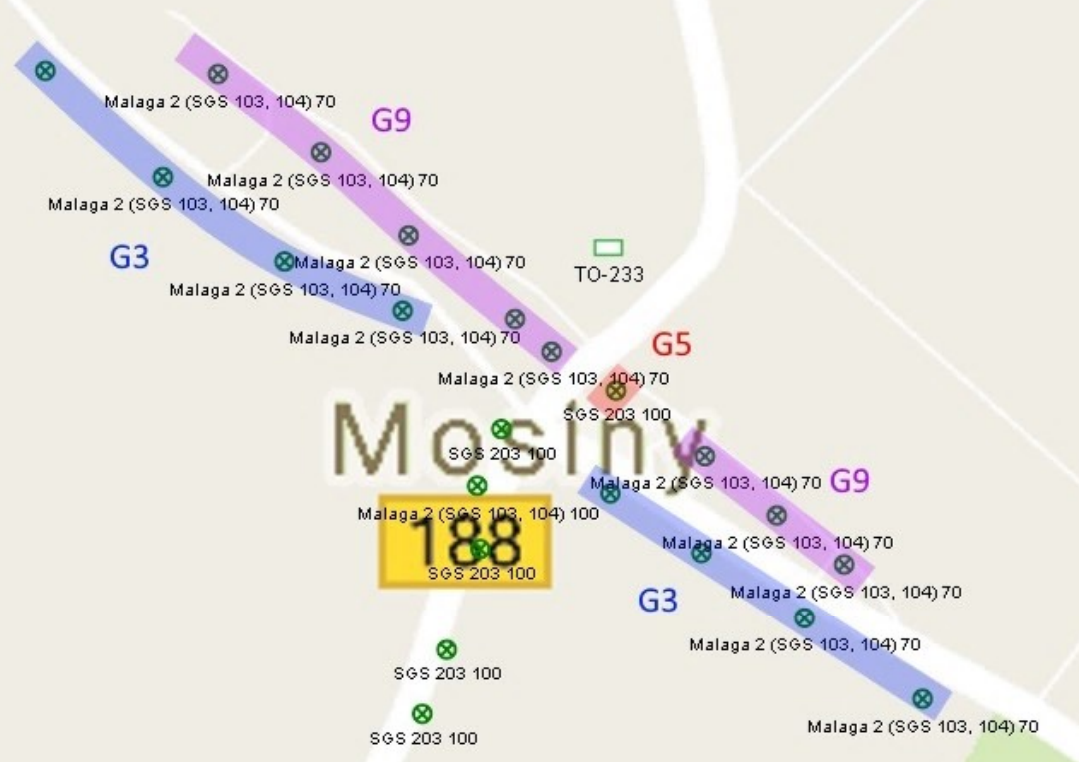 Malaga 2 (SGS 103, 104) 70
G9
Malaga 2 (SGS 103, 104) 70
Malaga 2 (SGS 103, 104) 70
G3
Malaga 2 (SGS 103, 104) 70
TO-233
Malaga 2 (SGS 103, 104) 70
Malaga 2 (SGS 103, 104) 70
G5
Malaga 2 (SGS 103, 104) 70
SGS 203 100
Mosiny
SGS 203 100
Malaga 2 (SGS 103, 104) 70
G9
Malaga 2 (SGS 103, 104) 100
188
Malaga 2 (SGS 103, 104) 70
SGS 203 100
Malaga 2 (SGS 103, 104) 70
G3
Malaga 2 (SGS 103, 104) 70
SGS 203 100
Malaga 2 (SGS 103, 104) 70
SGS 203 100